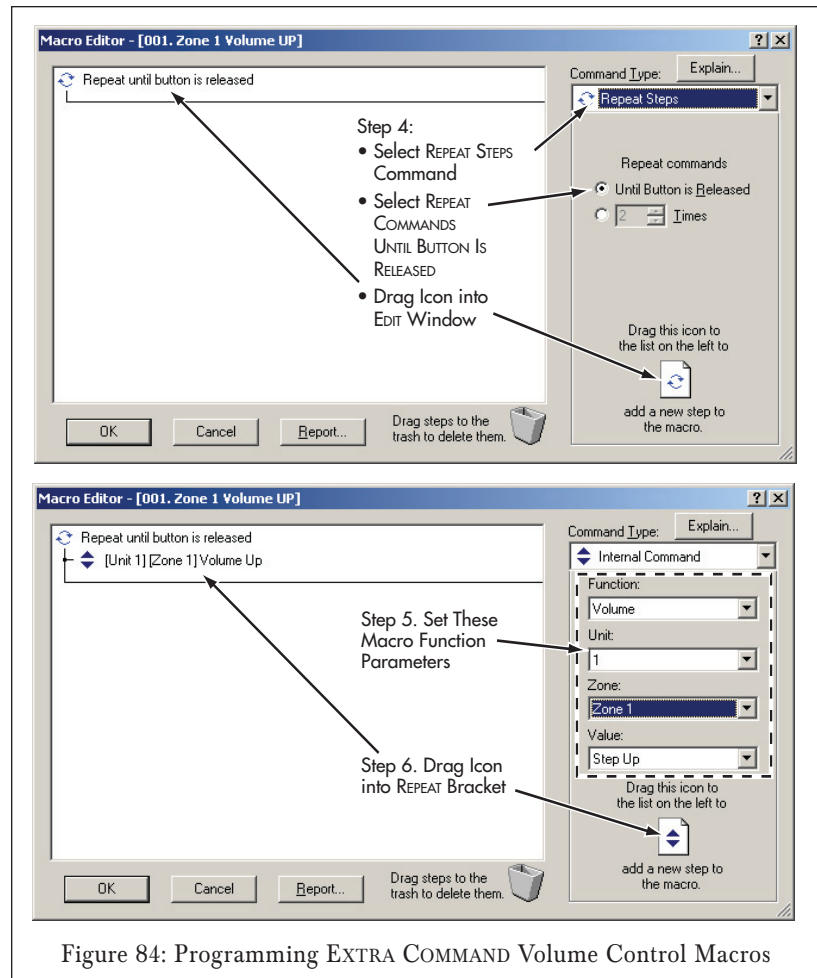 Macro Editor - [001. Zone 1 Volume UP]
Repeat until button is released
Command Type:
Explain...
Repeat Steps
Step 4:
• Select REPEAT STEPS
Command
• Select REPEAT
COMMANDS
UNTIL BUTTON IS
RELEASED
• Drag Icon into
EDIT Window
Repeat commands
Until Button is Released
2 Times
Drag this icon to
the list on the left to
add a new step to
the macro.
OK
Cancel
Report...
Drag steps to the
trash to delete them.
Macro Editor - [001. Zone 1 Volume UP]
Repeat until button is released
[Unit 1] [Zone 1] Volume Up
Command Type:
Explain...
Internal Command
Function:
Volume
Unit:
1
Zone:
Zone 1
Value:
Step Up
Step 5. Set These
Macro Function
Parameters
Step 6. Drag Icon
into REPEAT Bracket
Drag this icon to
the list on the left to
add a new step to
the macro.
OK
Cancel
Report...
Drag steps to the
trash to delete them.
Figure 84: Programming EXTRA COMMAND Volume Control Macros